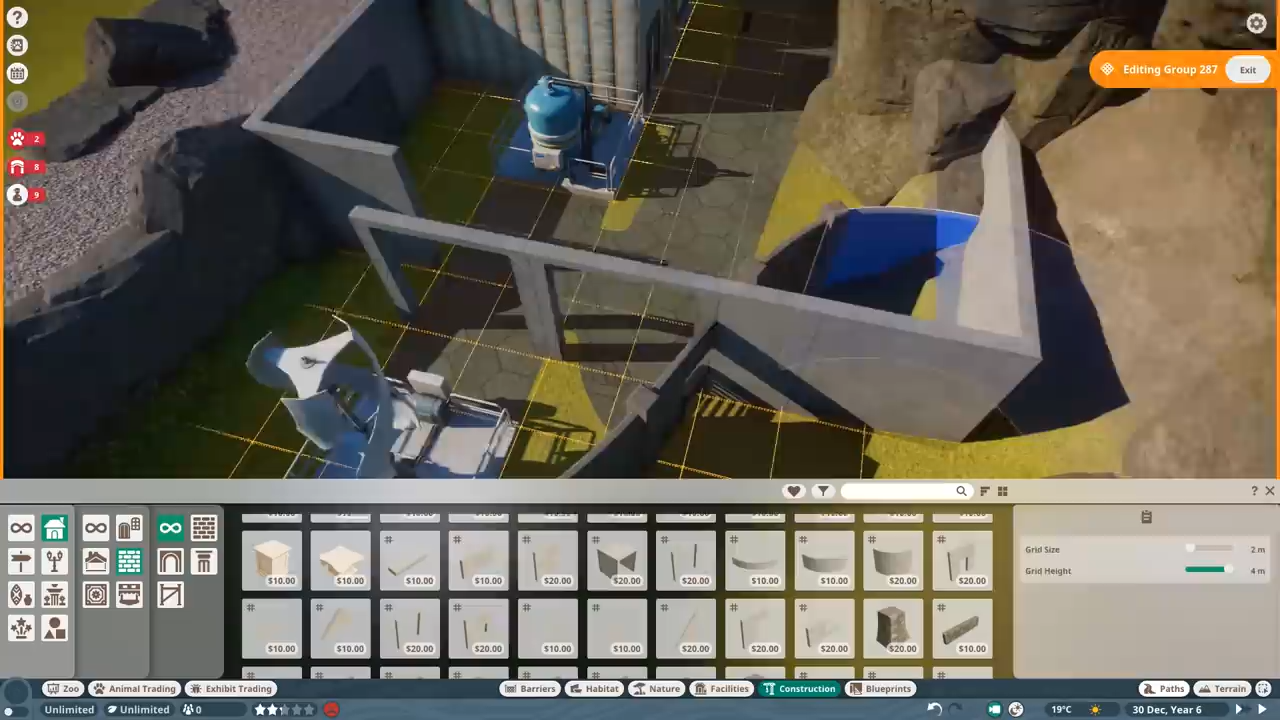 ?
Editing Group 287 Exit
2
8
9
? ×
$10.00 $10.00 $10.00 $10.00 $20.00 $20.00 $20.00 $10.00 $10.00 $20.00 $20.00
Grid Size 2 m
Grid Height 4 m
$10.00 $10.00 $20.00 $20.00 $10.00 $10.00 $20.00 $20.00 $20.00 $20.00 $10.00
Zoo Animal Trading Exhibit Trading Barriers Habitat Nature Facilities Construction Blueprints Paths Terrain
Unlimited Unlimited 0 19°C 30 Dec, Year 6